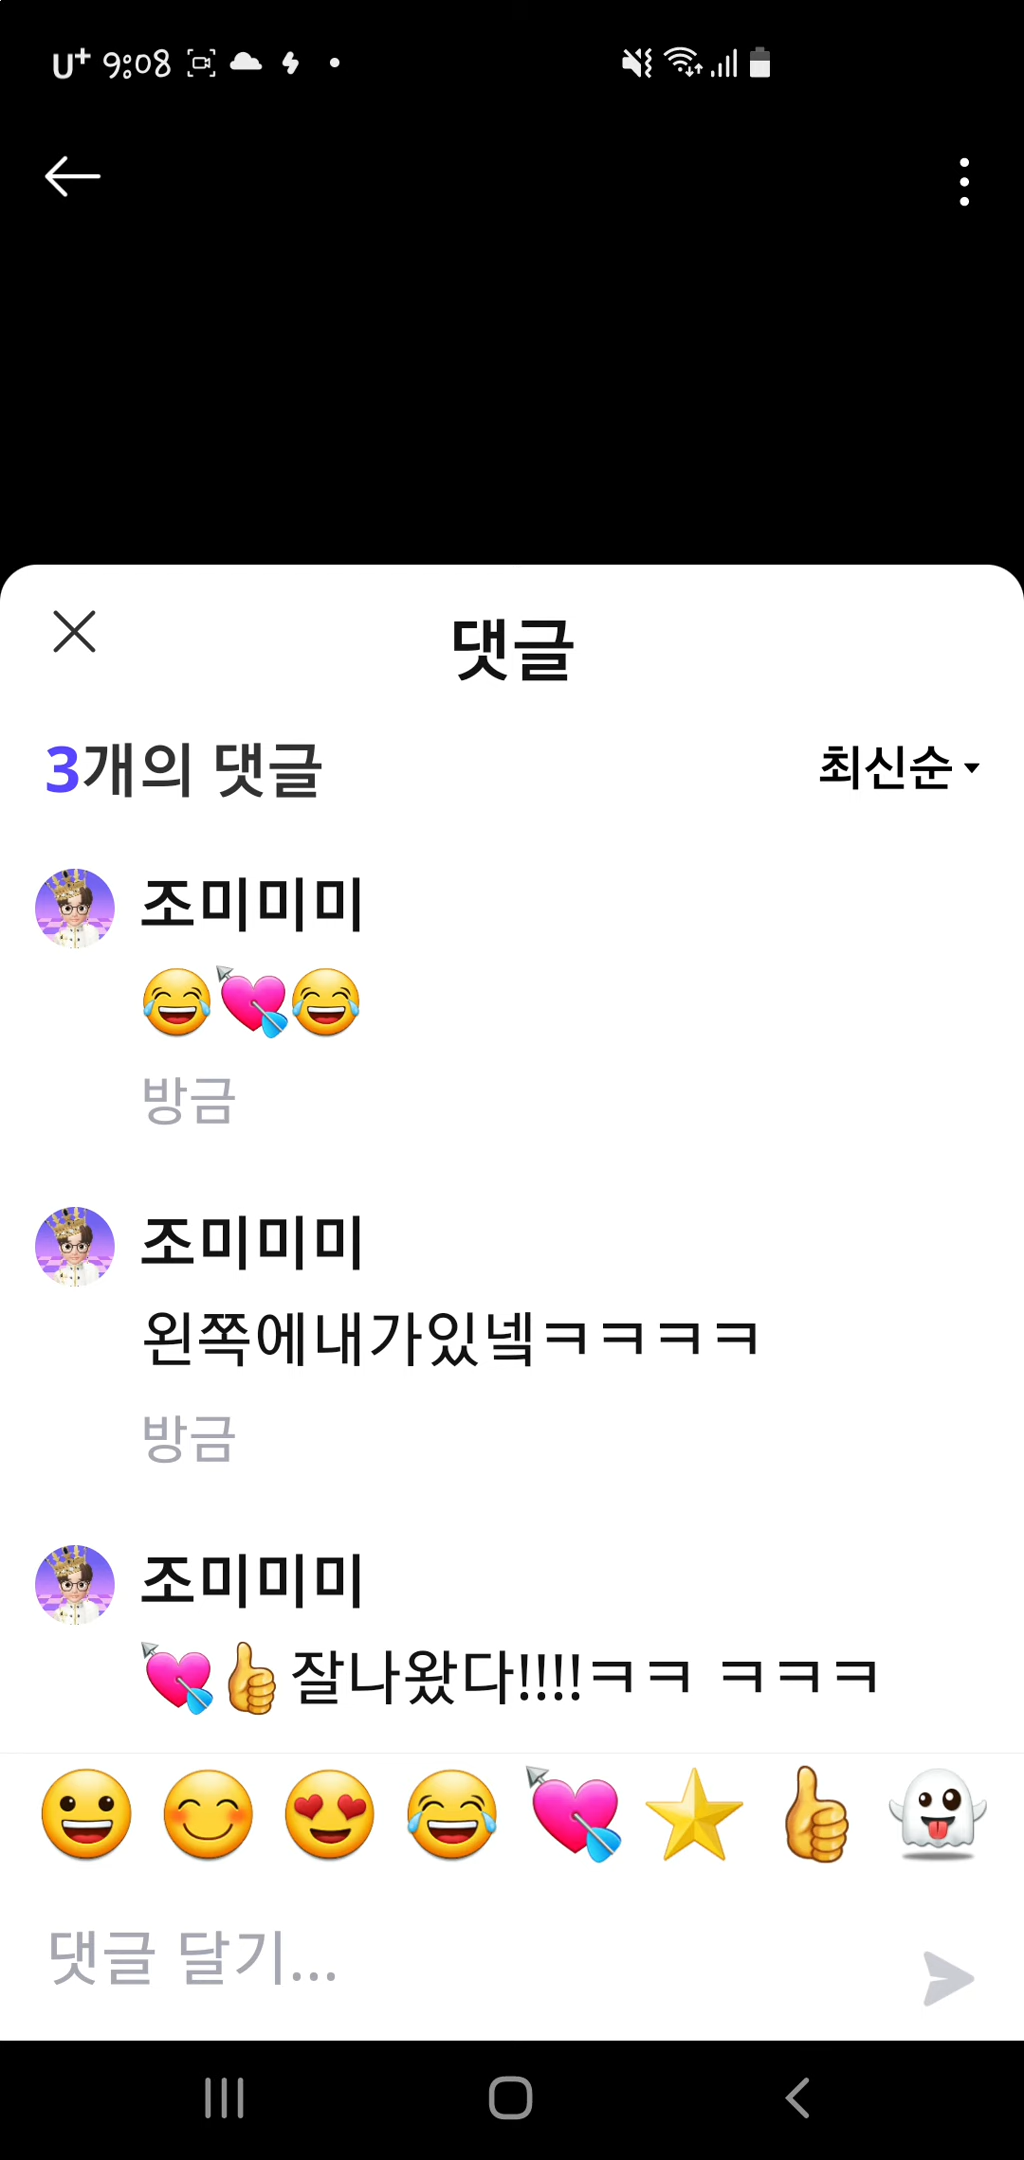 U+ 9:08
댓글
3개의 댓글 최신순
조미미미
😂💘😂
방금
조미미미
왼쪽에내가있넼ㅋㅋㅋㅋ
방금
조미미미
💘👍잘나왔다!!!!ㅋㅋ ㅋㅋㅋ
댓글 달기...